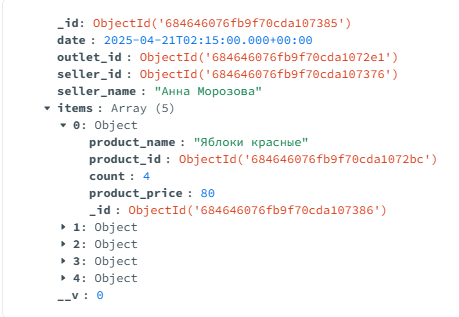 _id: ObjectId('684646076fb9f70cda107385')
date : 2025-04-21T02:15:00.000+00:00
outlet_id : ObjectId('684646076fb9f70cda1072e1')
seller_id : ObjectId('684646076fb9f70cda107376')
seller_name : "Анна Морозова"
items : Array (5)
0: Object
product_name : "Яблоки красные"
product_id : ObjectId('684646076fb9f70cda1072bc')
count : 4
product_price : 80
_id : ObjectId('684646076fb9f70cda107386')
1: Object
2: Object
3: Object
4: Object
__v : 0